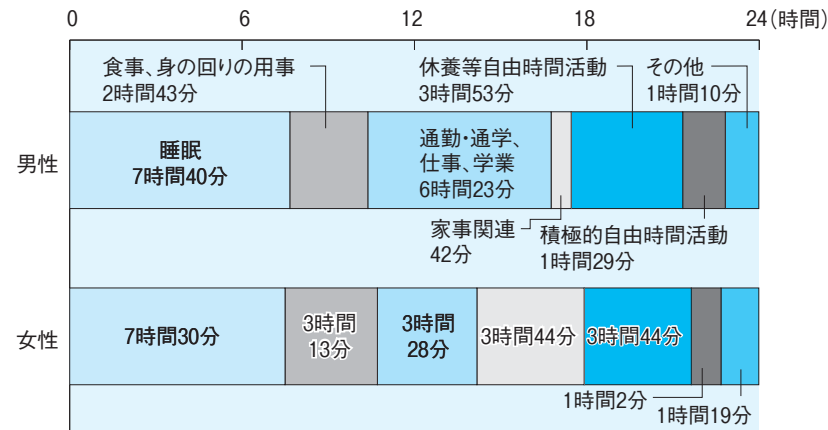 0 6 12 18 24(時間)
食事、身の回りの用事
2時間43分
休養等自由時間活動
3時間53分
その他
1時間10分
男性
睡眠
7時間40分
通勤・通学、
仕事、学業
6時間23分
家事関連
42分
積極的自由時間活動
1時間29分
女性
7時間30分
3時間
13分
3時間
28分
3時間44分
3時間44分
1時間2分
1時間19分